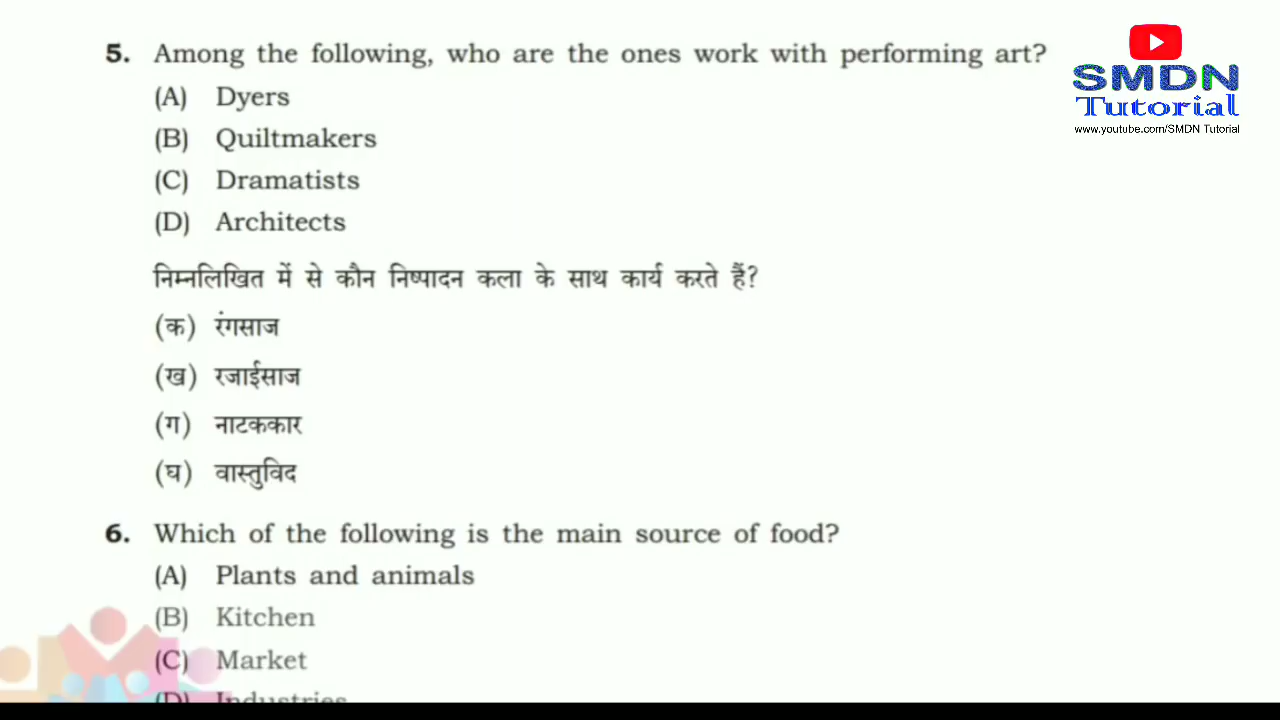 5. Among the following, who are the ones work with performing art?
(A) Dyers
(B) Quiltmakers
(C) Dramatists
(D) Architects
निम्नलिखित में से कौन निष्पादन कला के साथ कार्य करते हैं?
(क) रंगसाज
(ख) रजाईसाज
(ग) नाटककार
(घ) वास्तुविद
6. Which of the following is the main source of food?
(A) Plants and animals
(B) Kitchen
(C) Market
(D) Industries
SMDN
Tutorial
www.youtube.com/SMDN Tutorial